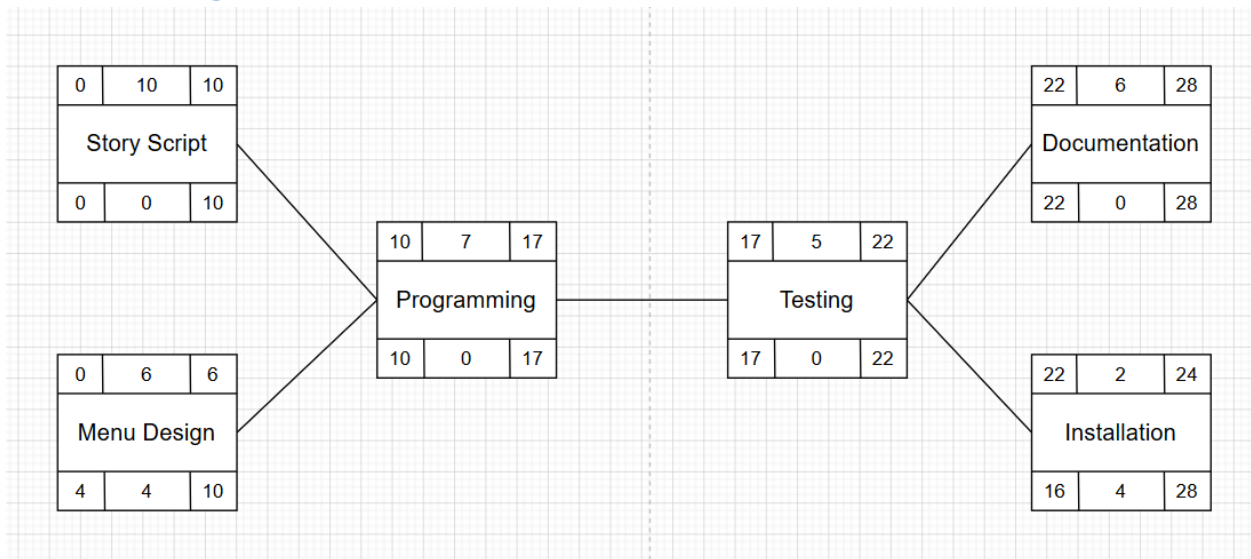 0 10 10
Story Script
0 0 10
0 6 6
Menu Design
4 4 10
10 7 17
Programming
10 0 17
17 5 22
Testing
17 0 22
22 6 28
Documentation
22 0 28
22 2 24
Installation
16 4 28